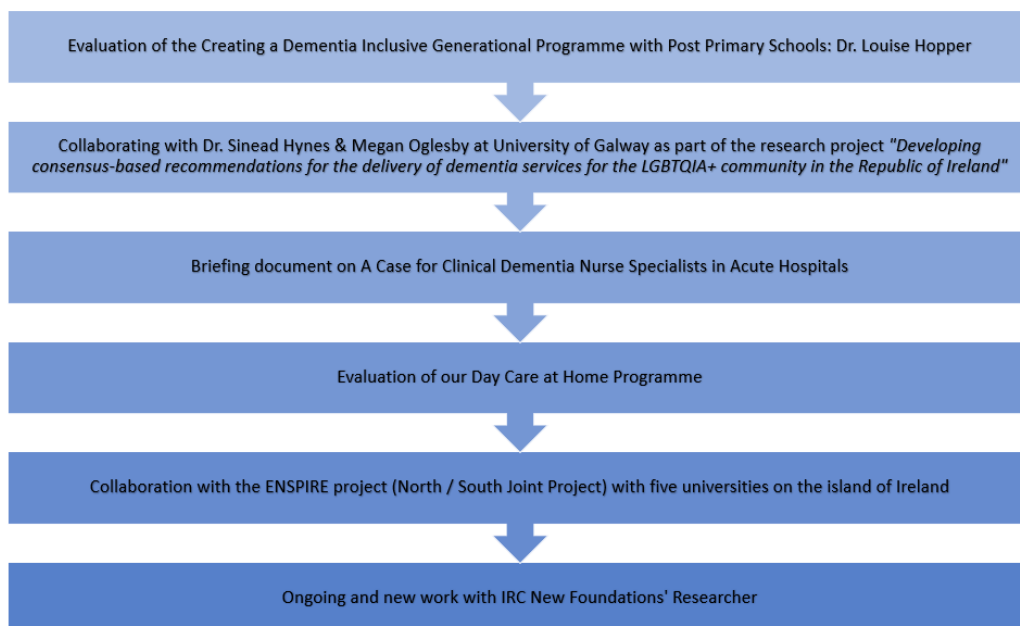 Evaluation of the Creating a Dementia Inclusive Generational Programme with Post Primary Schools: Dr. Louise Hopper
Collaborating with Dr. Sinead Hynes & Megan Oglesby at University of Galway as part of the research project "Developing
consensus-based recommendations for the delivery of dementia services for the LGBTQIA+ community in the Republic of Ireland"
Briefing document on A Case for Clinical Dementia Nurse Specialists in Acute Hospitals
Evaluation of our Day Care at Home Programme
Collaboration with the ENSPIRE project (North / South Joint Project) with five universities on the island of Ireland
Ongoing and new work with IRC New Foundations' Researcher